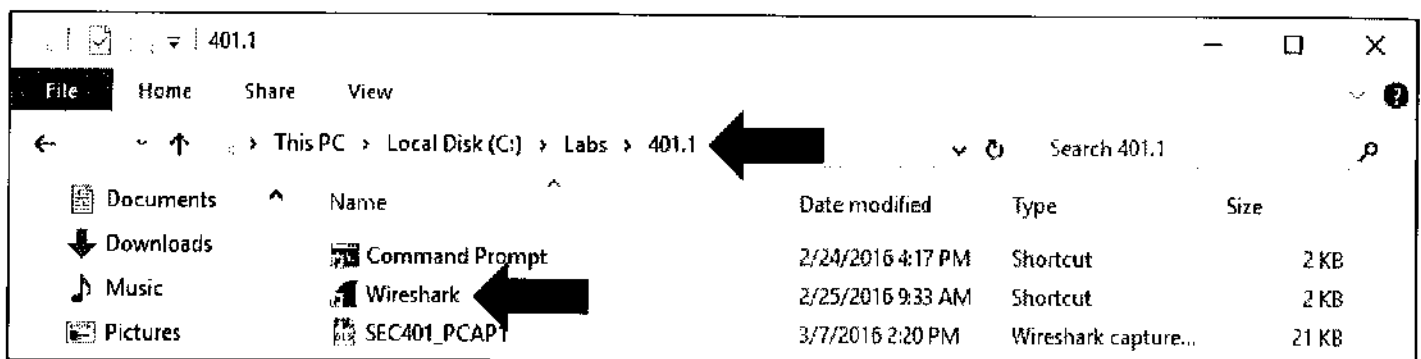 401.1
File Home Share View
This PC > Local Disk (C:) > Labs > 401.1 Search 401.1
Documents Name Date modified Type Size
Downloads Command Prompt 2/24/2016 4:17 PM Shortcut 2 KB
Music Wireshark 2/25/2016 9:33 AM Shortcut 2 KB
Pictures SEC401_PCAP1 3/7/2016 2:20 PM Wireshark capture... 21 KB